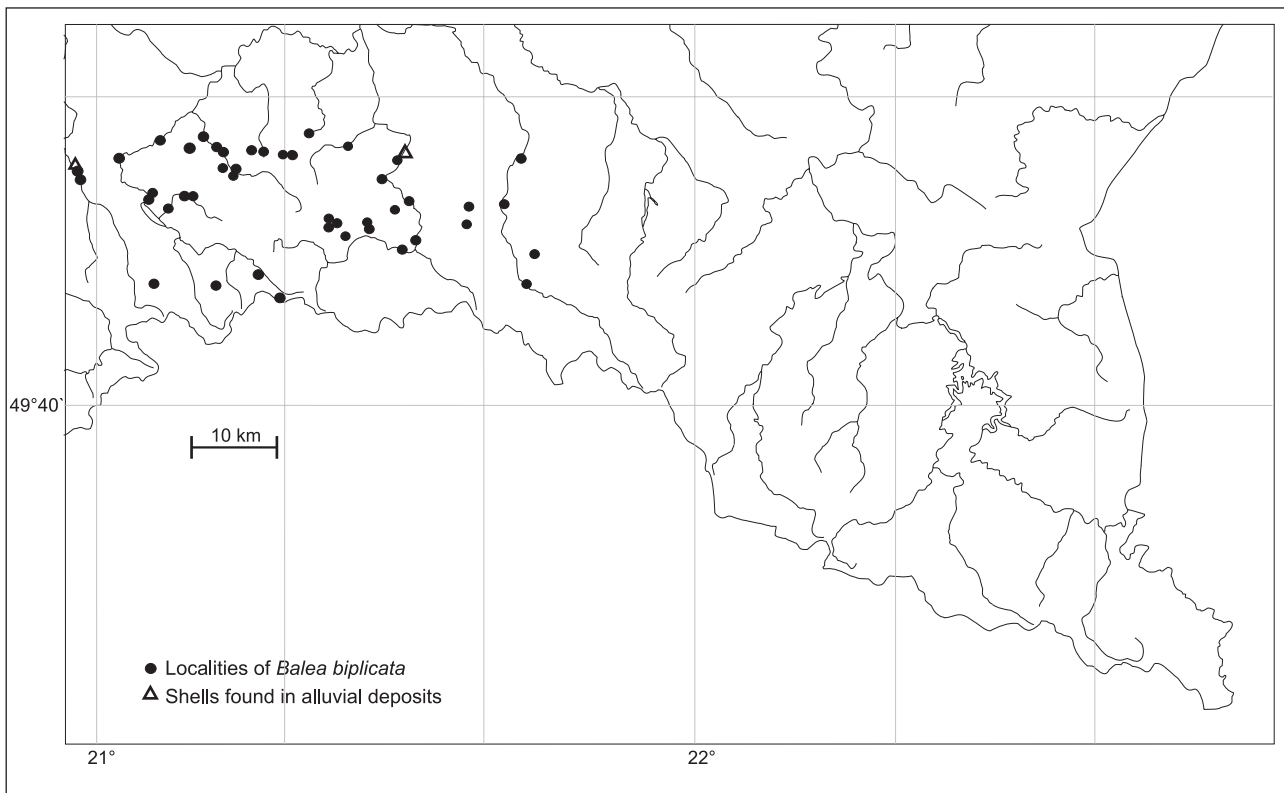 49°40`
10 km
Localities of Balea biplicata
Shells found in alluvial deposits
21°
22°